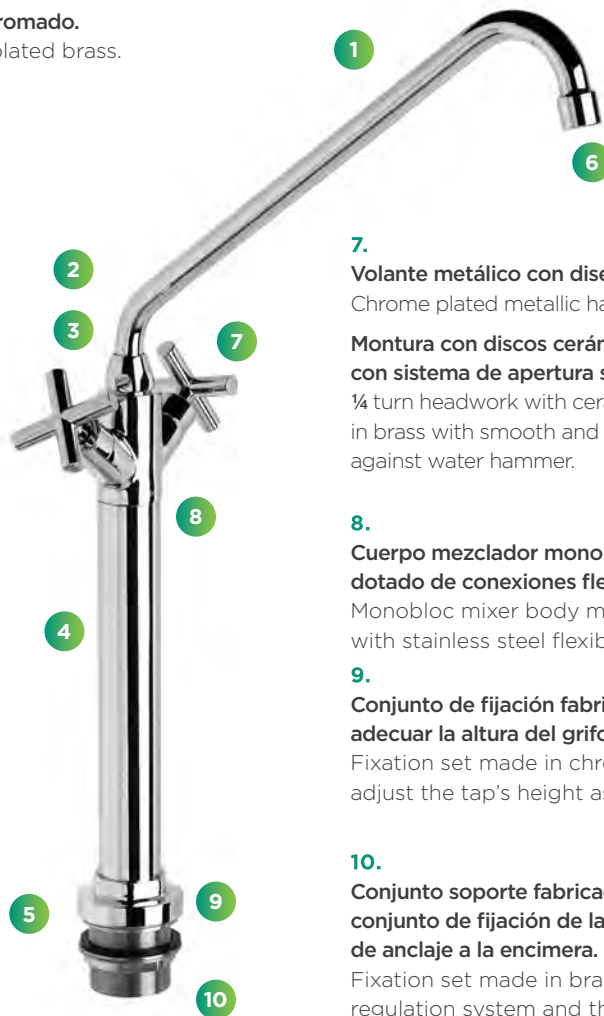 romado.
plated brass.
1
6
2
3
7
8
4
5
9
10
7.
Volante metálico con dise
Chrome plated metallic ha
Montura con discos cerán
con sistema de apertura s
¼ turn headwork with cera
in brass with smooth and
against water hammer.
8.
Cuerpo mezclador mono
dotado de conexiones fle
Monobloc mixer body m
with stainless steel flexib
9.
Conjunto de fijación fabri
adecuar la altura del grifo
Fixation set made in chro
adjust the tap's height as
10.
Conjunto soporte fabricad
conjunto de fijación de la
de anclaje a la encimera.
Fixation set made in bra
regulation system and th